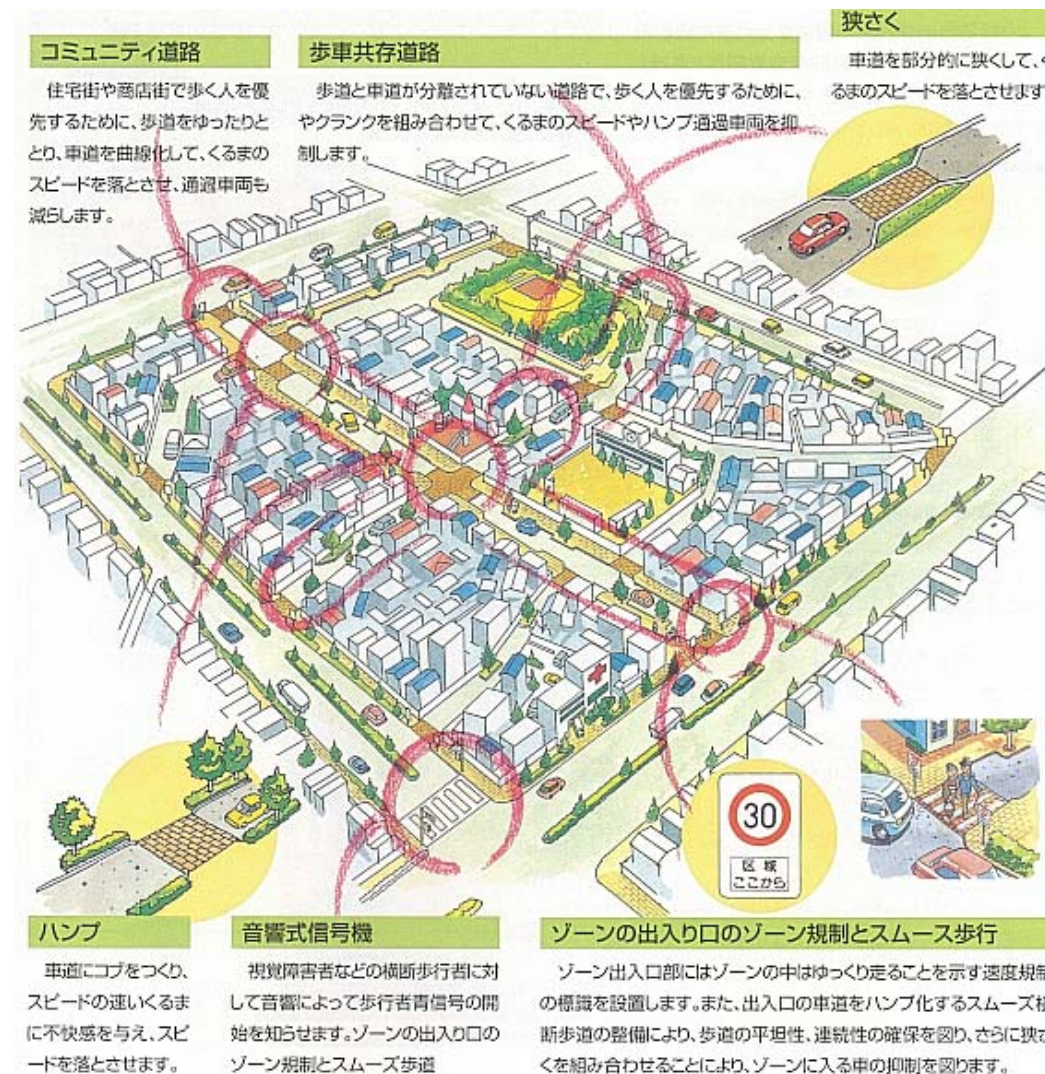 コミュニティ道路
住宅街や商店街で歩く人を優
先するために、歩道をゆったりと
とり、車道を曲線化して、くるまの
スピードを落とさせ、通過車両も
減らします。
歩車共存道路
歩道と車道が分離されていない道路で、歩く人を優先するために、
やクランクを組み合わせて、くるまのスピードやハンプ通過車両を抑
制します。
狭さく
車道を部分的に狭くして、く
るまのスピードを落とさせます
30
区域
ここから
ハンプ
車道にコブをつくり、
スピードの速いくるま
に不快感を与え、スピ
ードを落とさせます。
音響式信号機
視覚障害者などの横断歩行者に対
して音響によって歩行者青信号の開
始を知らせます。ゾーンの出入り口の
ゾーン規制とスムーズ歩道
ゾーンの出入り口のゾーン規制とスムース歩行
ゾーン出入口部にはゾーンの中はゆっくり走ることを示す速度規制
の標識を設置します。また、出入口の車道をハンプ化するスムーズ横
断歩道の整備により、歩道の平坦性、連続性の確保を図り、さらに狭さ
くを組み合わせることにより、ゾーンに入る車の抑制を図ります。